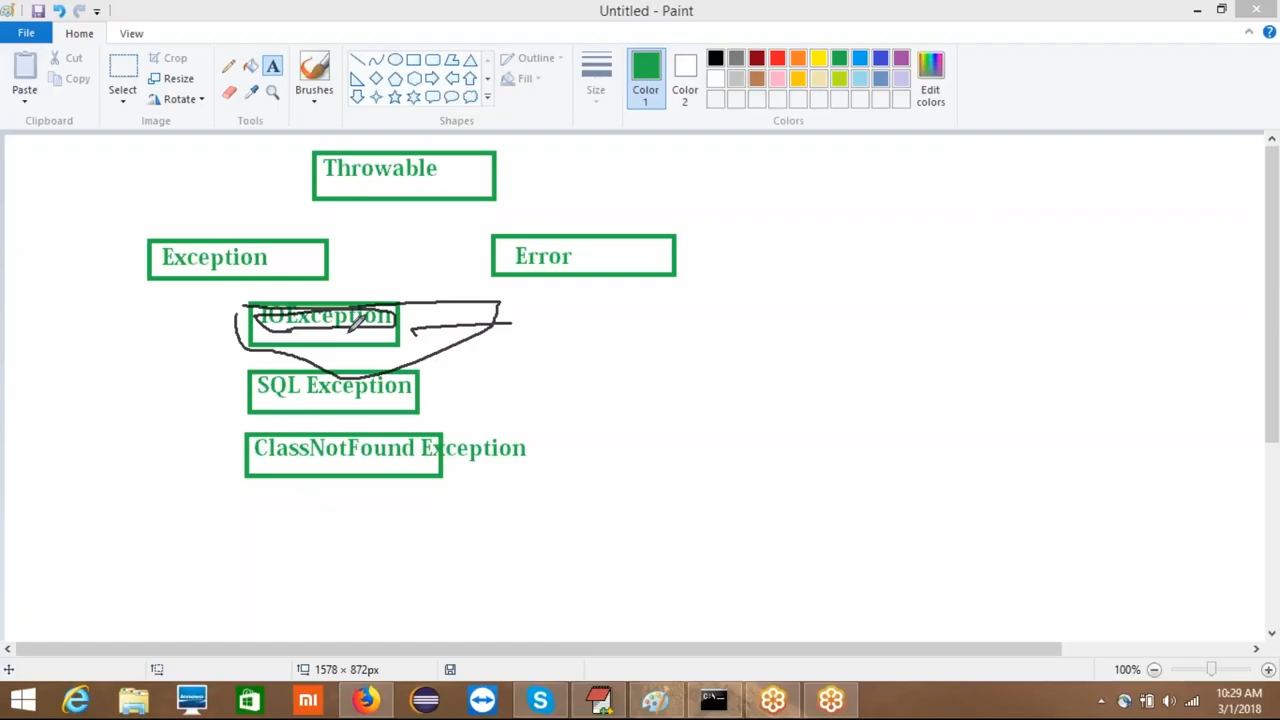 Untitled - Paint
File
Home
View
Paste
Cut
Copy
Clipboard
Select
Crop
Resize
Rotate
Image
A
Tools
Brushes
Shapes
Outline
Fill
Size
Color
1
Color
2
Edit
colors
Colors
Throwable
Exception
Error
IOException
SQL Exception
ClassNotFound Exception
1578 × 872px
100%
mi
C:\_
10:29 AM
3/1/2018